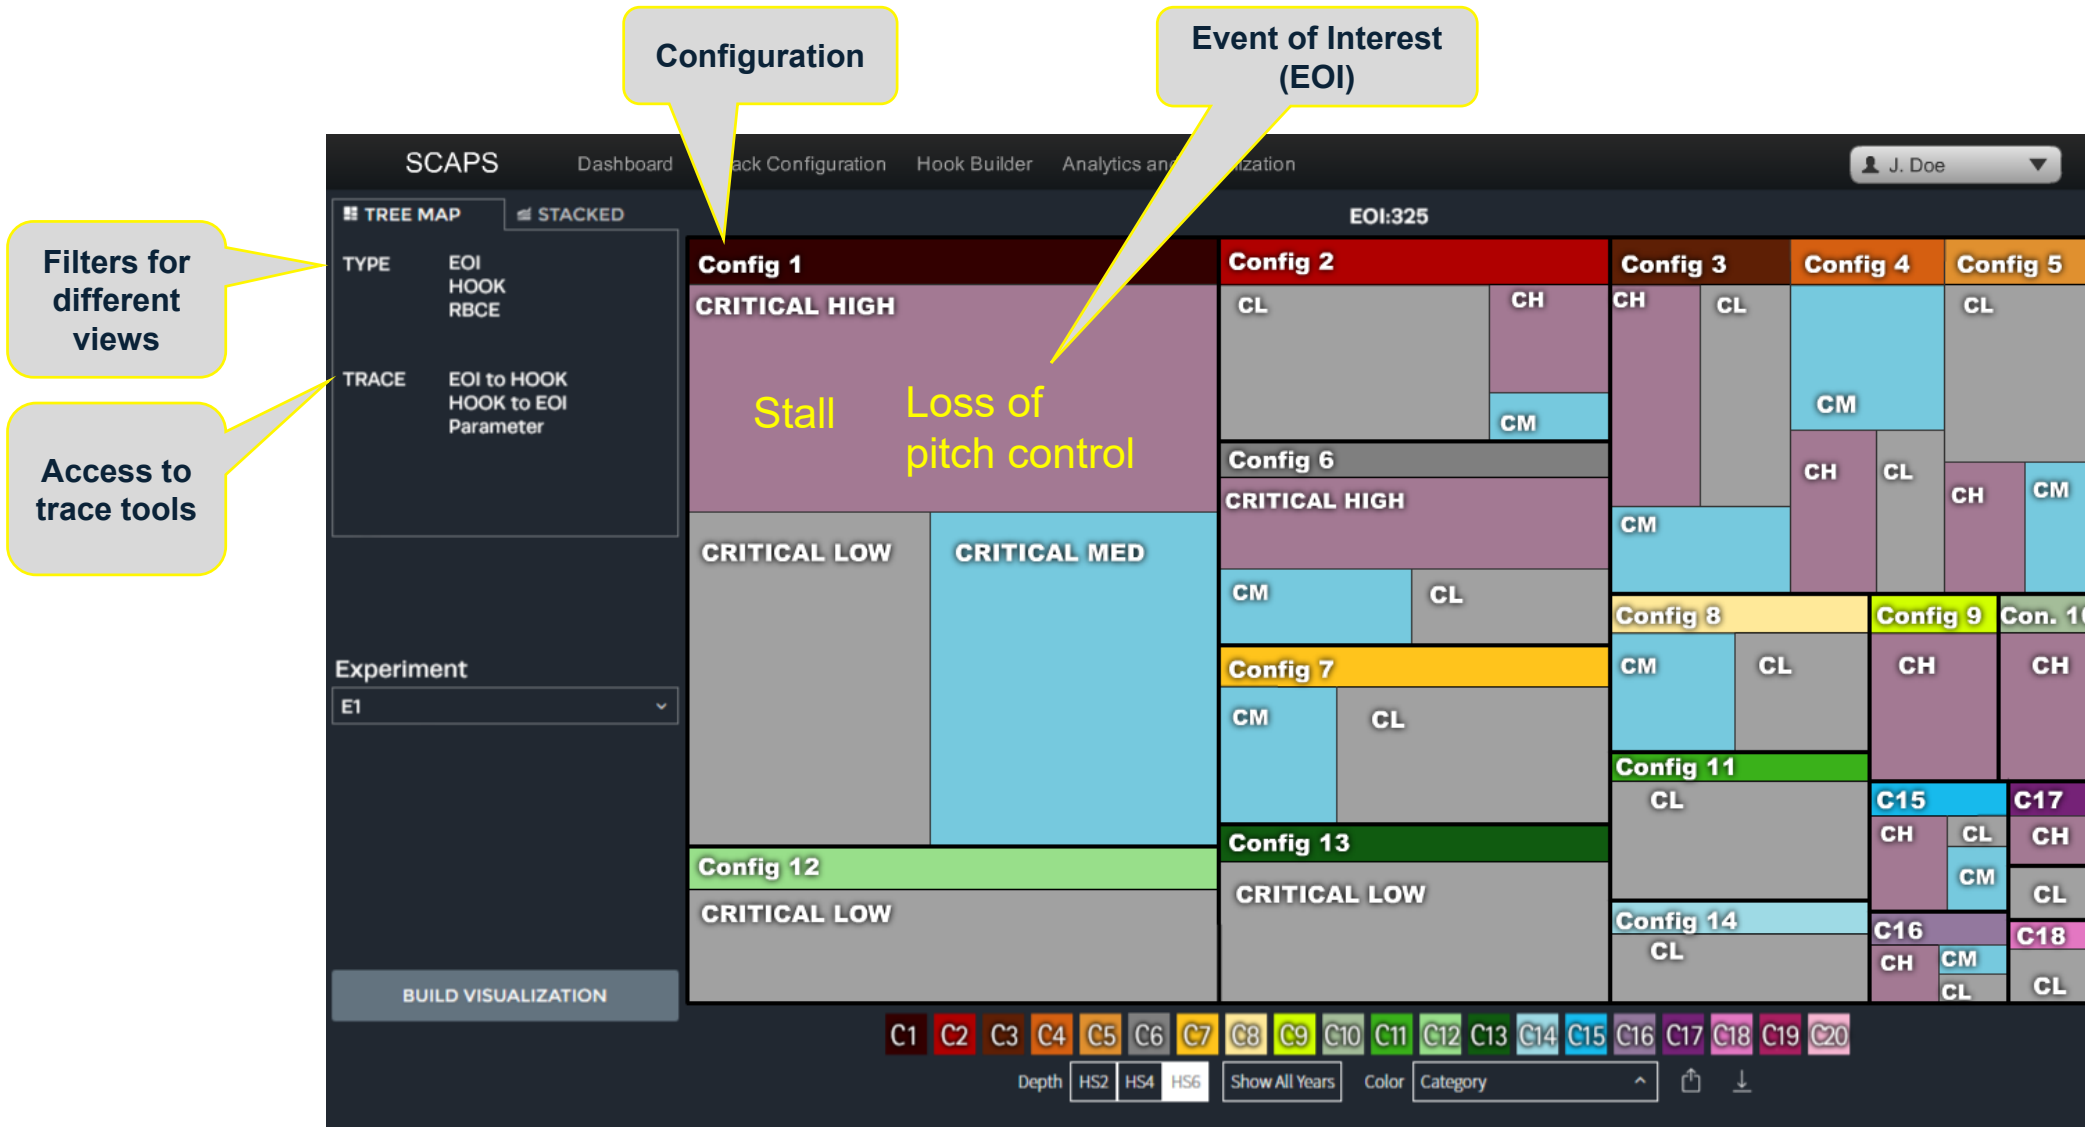 Configuration
Event of Interest
(EOI)
SCAPS
Dashboard
ack Configuration
Hook Builder
Analytics an
ization
J. Doe
TREE MAP
STACKED
EOI:325
Filters for
different
views
TYPE
EOI
HOOK
RBCE
TRACE
EOI to HOOK
HOOK to EOI
Parameter
Access to
trace tools
Experiment
E1
BUILD VISUALIZATION
Config 1
CRITICAL HIGH
Stall
Loss of
pitch control
CRITICAL LOW
CRITICAL MED
Config 12
CRITICAL LOW
Config 2
CL
CH
CM
Config 6
CRITICAL HIGH
CM
CL
Config 7
CM
CL
Config 13
CRITICAL LOW
Config 3
CH
CL
CM
Config 4
CM
CH
CL
Config 5
CL
CH
CM
Config 8
CM
CL
Config 9
CH
Con. 10
CH
Config 11
CL
Config 14
CL
C15
CH
CL
CM
C16
CH
CM
CL
C17
CH
CL
C18
CL
C1 C2 C3 C4 C5 C6 C7 C8 C9 C10 C11 C12 C13 C14 C15 C16 C17 C18 C19 C20
Depth HS2 HS4 HS6 Show All Years Color Category